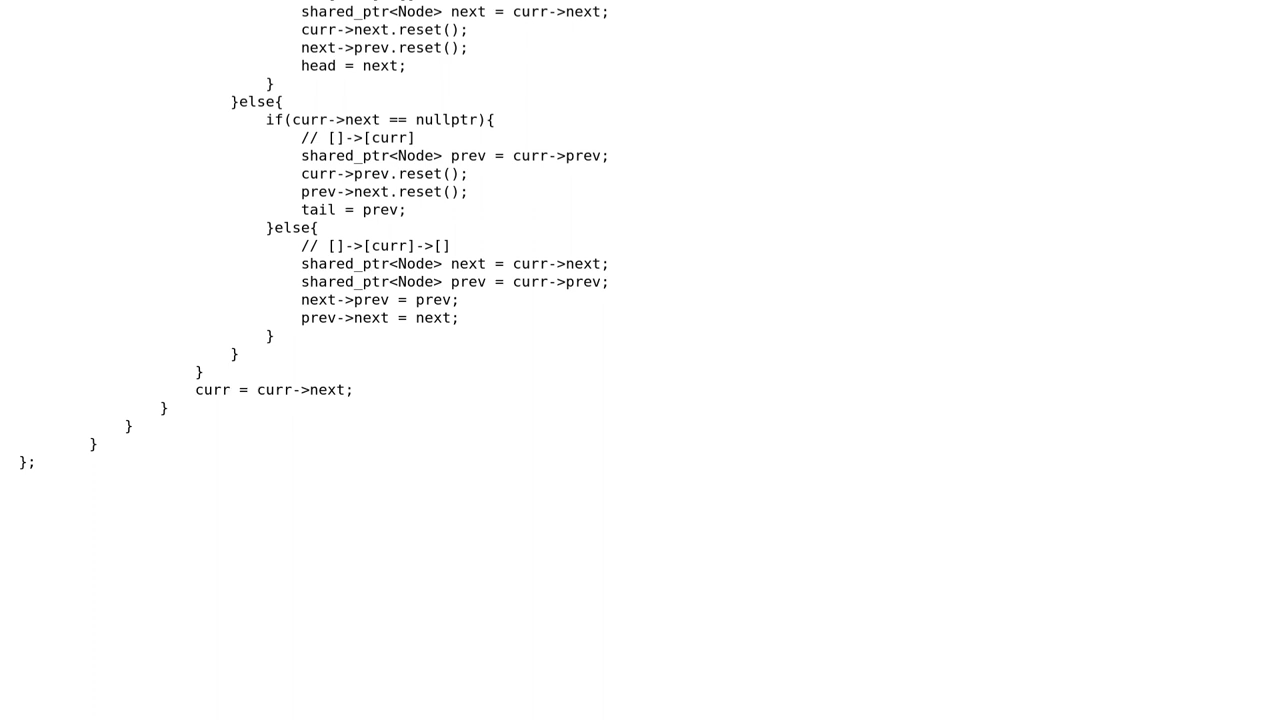 shared_ptr<Node> next = curr->next;
curr->next.reset();
next->prev.reset();
head = next;
}
}else{
if(curr->next == nullptr){
// []->[curr]
shared_ptr<Node> prev = curr->prev;
curr->prev.reset();
prev->next.reset();
tail = prev;
}else{
// []->[curr]->[]
shared_ptr<Node> next = curr->next;
shared_ptr<Node> prev = curr->prev;
next->prev = prev;
prev->next = next;
}
}
}
curr = curr->next;
}
}
}
};